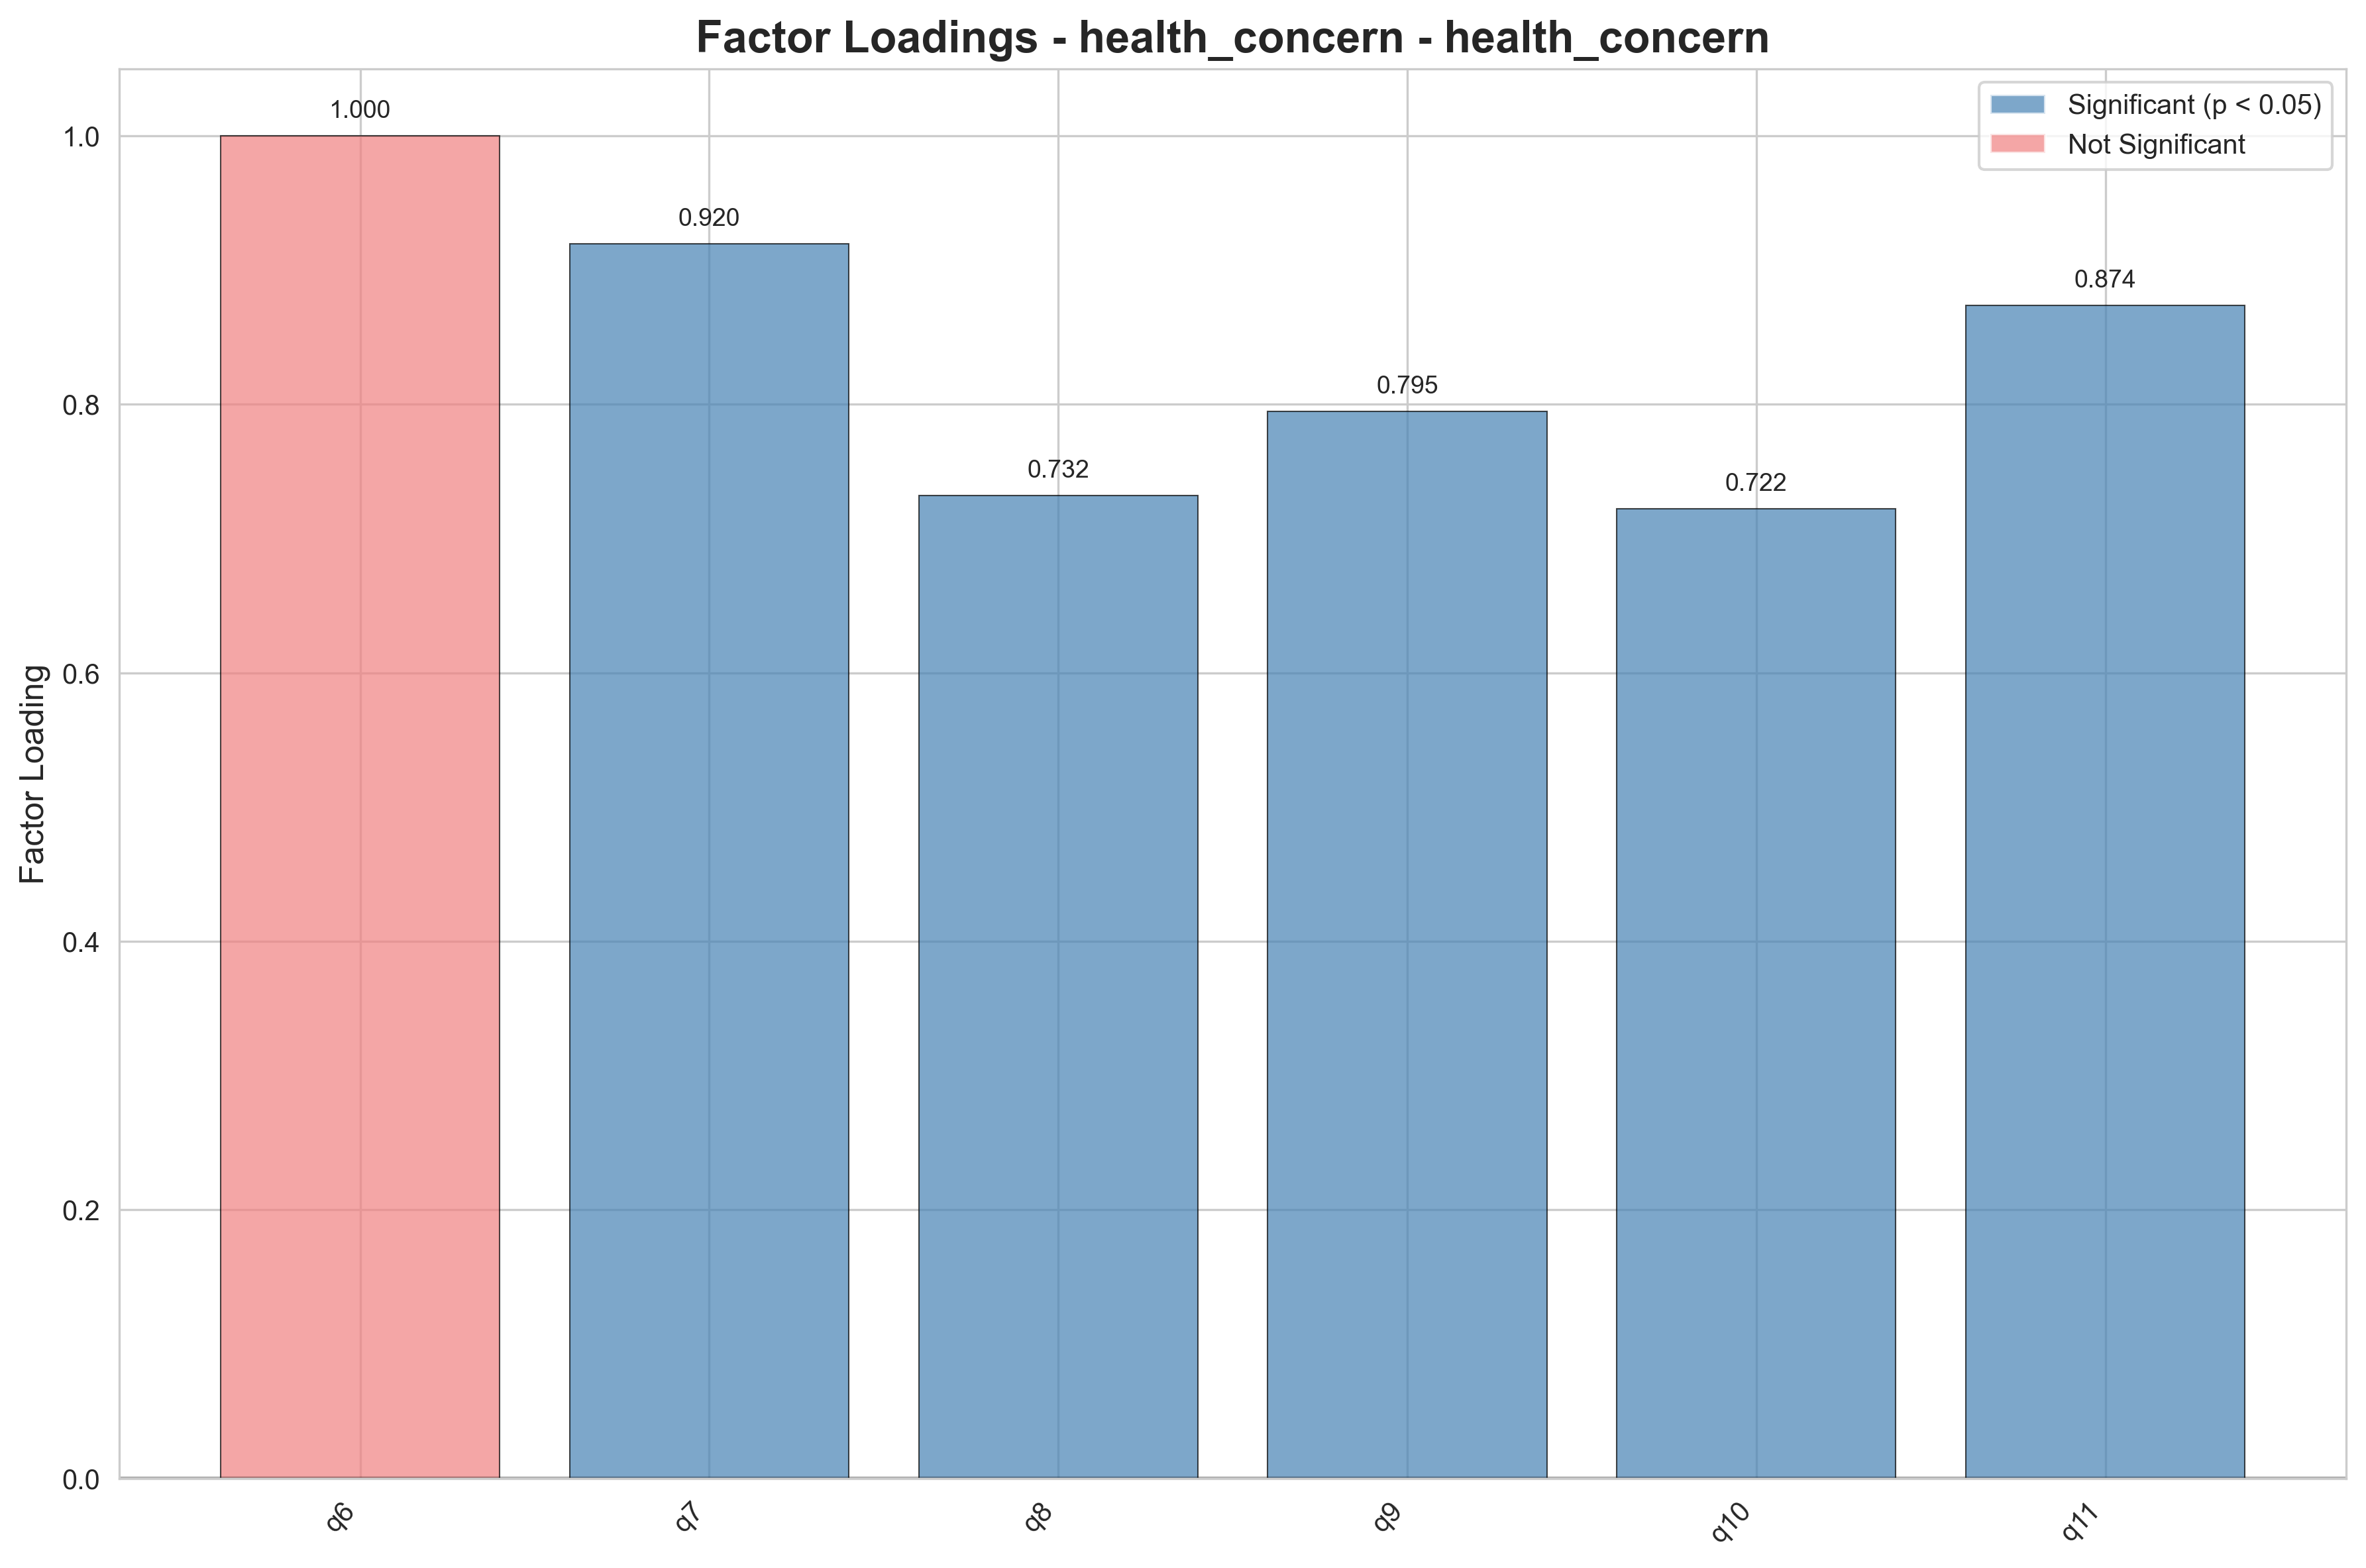 Factor Loadings - health_concern - health_concern
Significant (p < 0.05)
Not Significant
1.000
0.920
0.732
0.795
0.722
0.874
Factor Loading
1.0
0.8
0.6
0.4
0.2
0.0
q6
q7
q8
q9
q10
q11